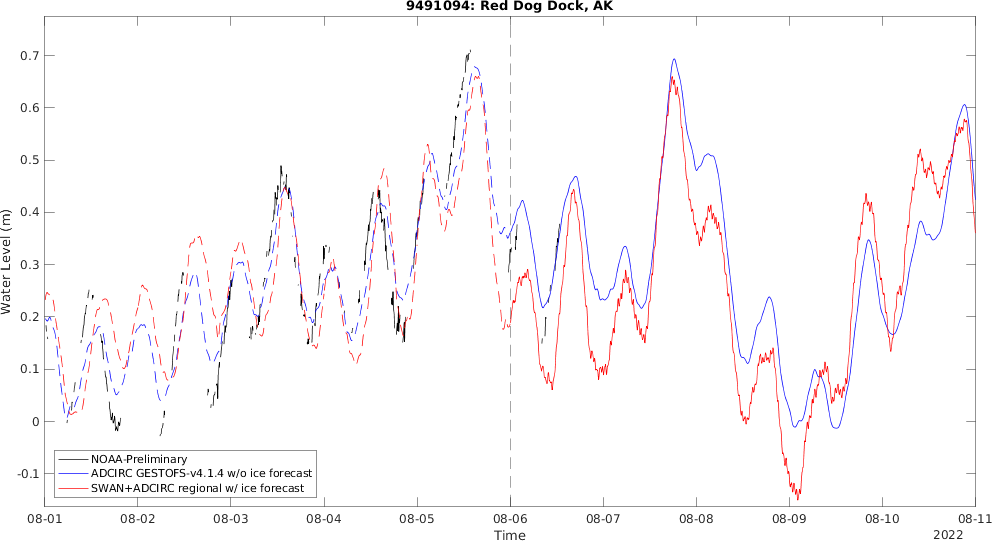 9491094: Red Dog Dock, AK
Water Level (m)
0.7
0.6
0.5
0.4
0.3
0.2
0.1
0
-0.1
NOAA-Preliminary
ADCIRC GESTOFS-v4.1.4 w/o ice forecast
SWAN+ADCIRC regional w/ ice forecast
08-01 08-02 08-03 08-04 08-05 08-06 08-07 08-08 08-09 08-10 08-11
Time
2022